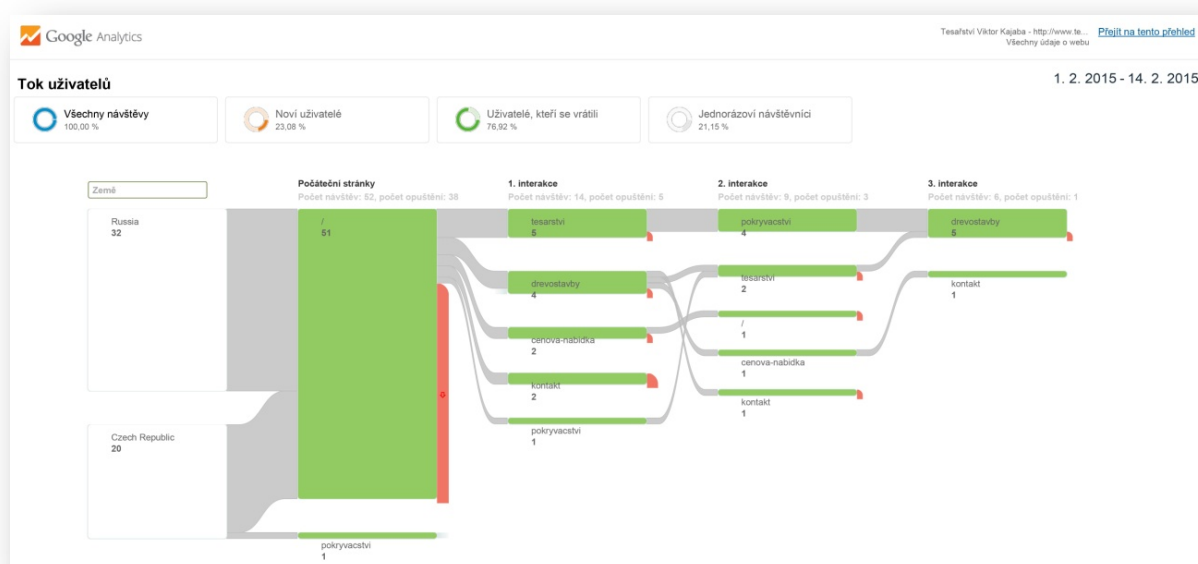 Google Analytics
Tesařství Viktor Kajaba - http://www.te...
Všechny údaje o webu
Přejít na tento přehled
Tok uživatelů
1. 2. 2015 - 14. 2. 2015
Všechny návštěvy
100,00 %
Noví uživatelé
23,08 %
Uživatelé, kteří se vrátili
76,92 %
Jednorázoví návštěvníci
21,15 %
Země
Počáteční stránky
Počet návštěv: 52, počet opuštění: 38
1. interakce
Počet návštěv: 14, počet opuštění: 5
2. interakce
Počet návštěv: 9, počet opuštění: 3
3. interakce
Počet návštěv: 6, počet opuštění: 1
Russia
32
Czech Republic
20
/
51
pokryvacstvi
1
tesarstvi
5
drevostavby
4
cenova-nabidka
2
kontakt
2
pokryvacstvi
1
pokryvacstvi
4
tesarstvi
2
/
1
cenova-nabidka
1
kontakt
1
drevostavby
5
kontakt
1